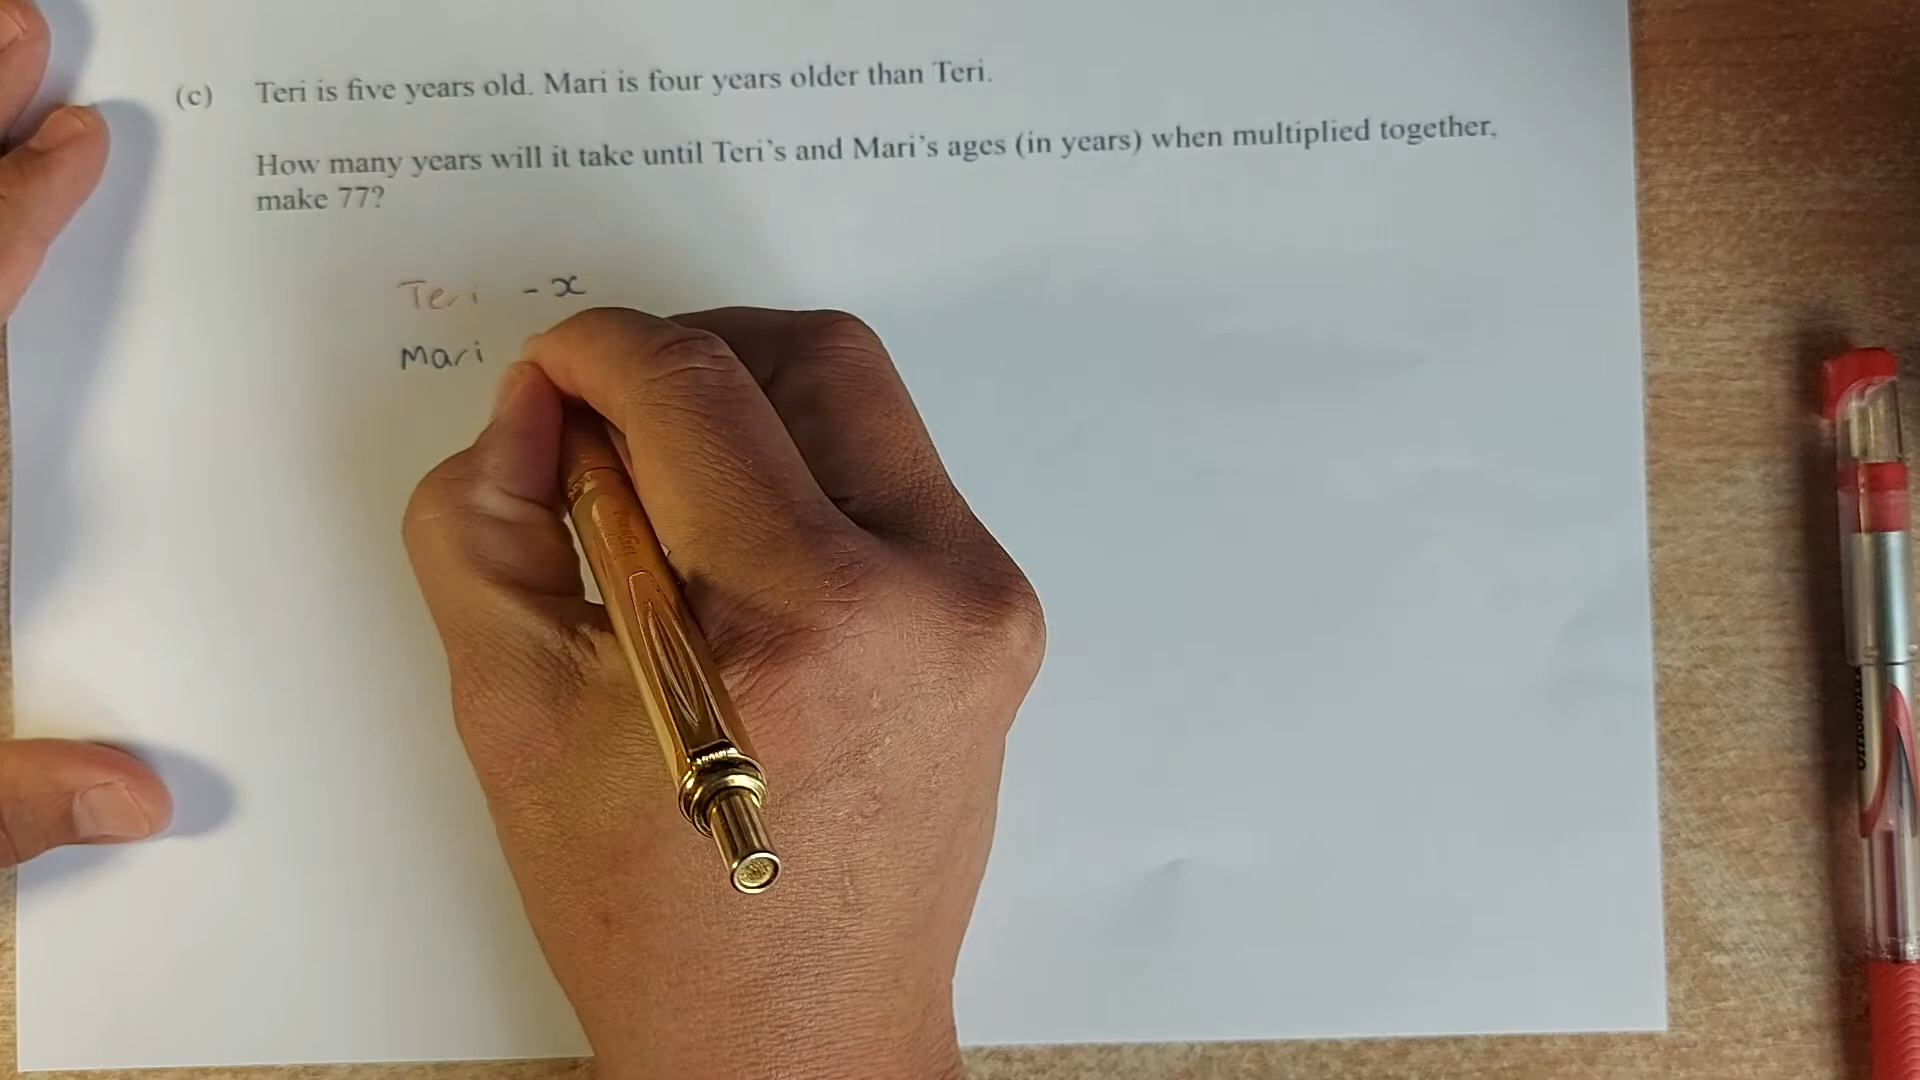 (c) Teri is five years old. Mari is four years older than Teri.
How many years will it take until Teri's and Mari's ages (in years) when multiplied together,
make 77?
Teri - x
Mari